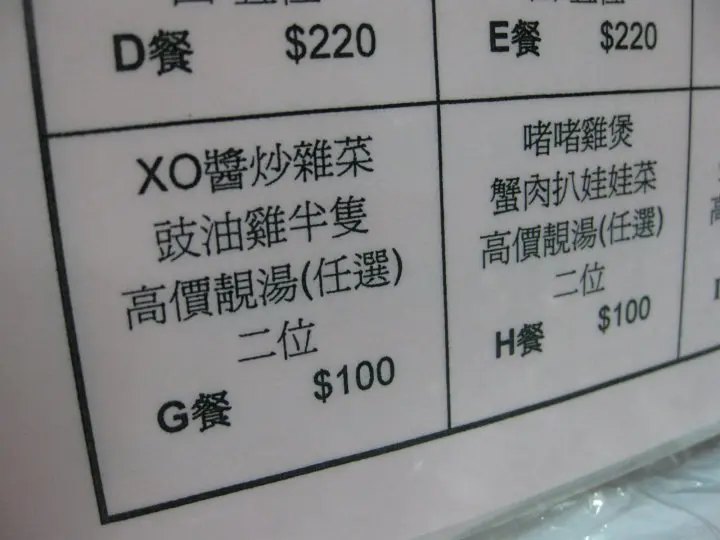 D餐 $220
E餐 $220
XO醬炒雜菜
豉油雞半隻
高價靚湯(任選)
二位
G餐 $100
啫啫雞煲
蟹肉扒娃娃菜
高價靚湯(任選)
二位
H餐 $100